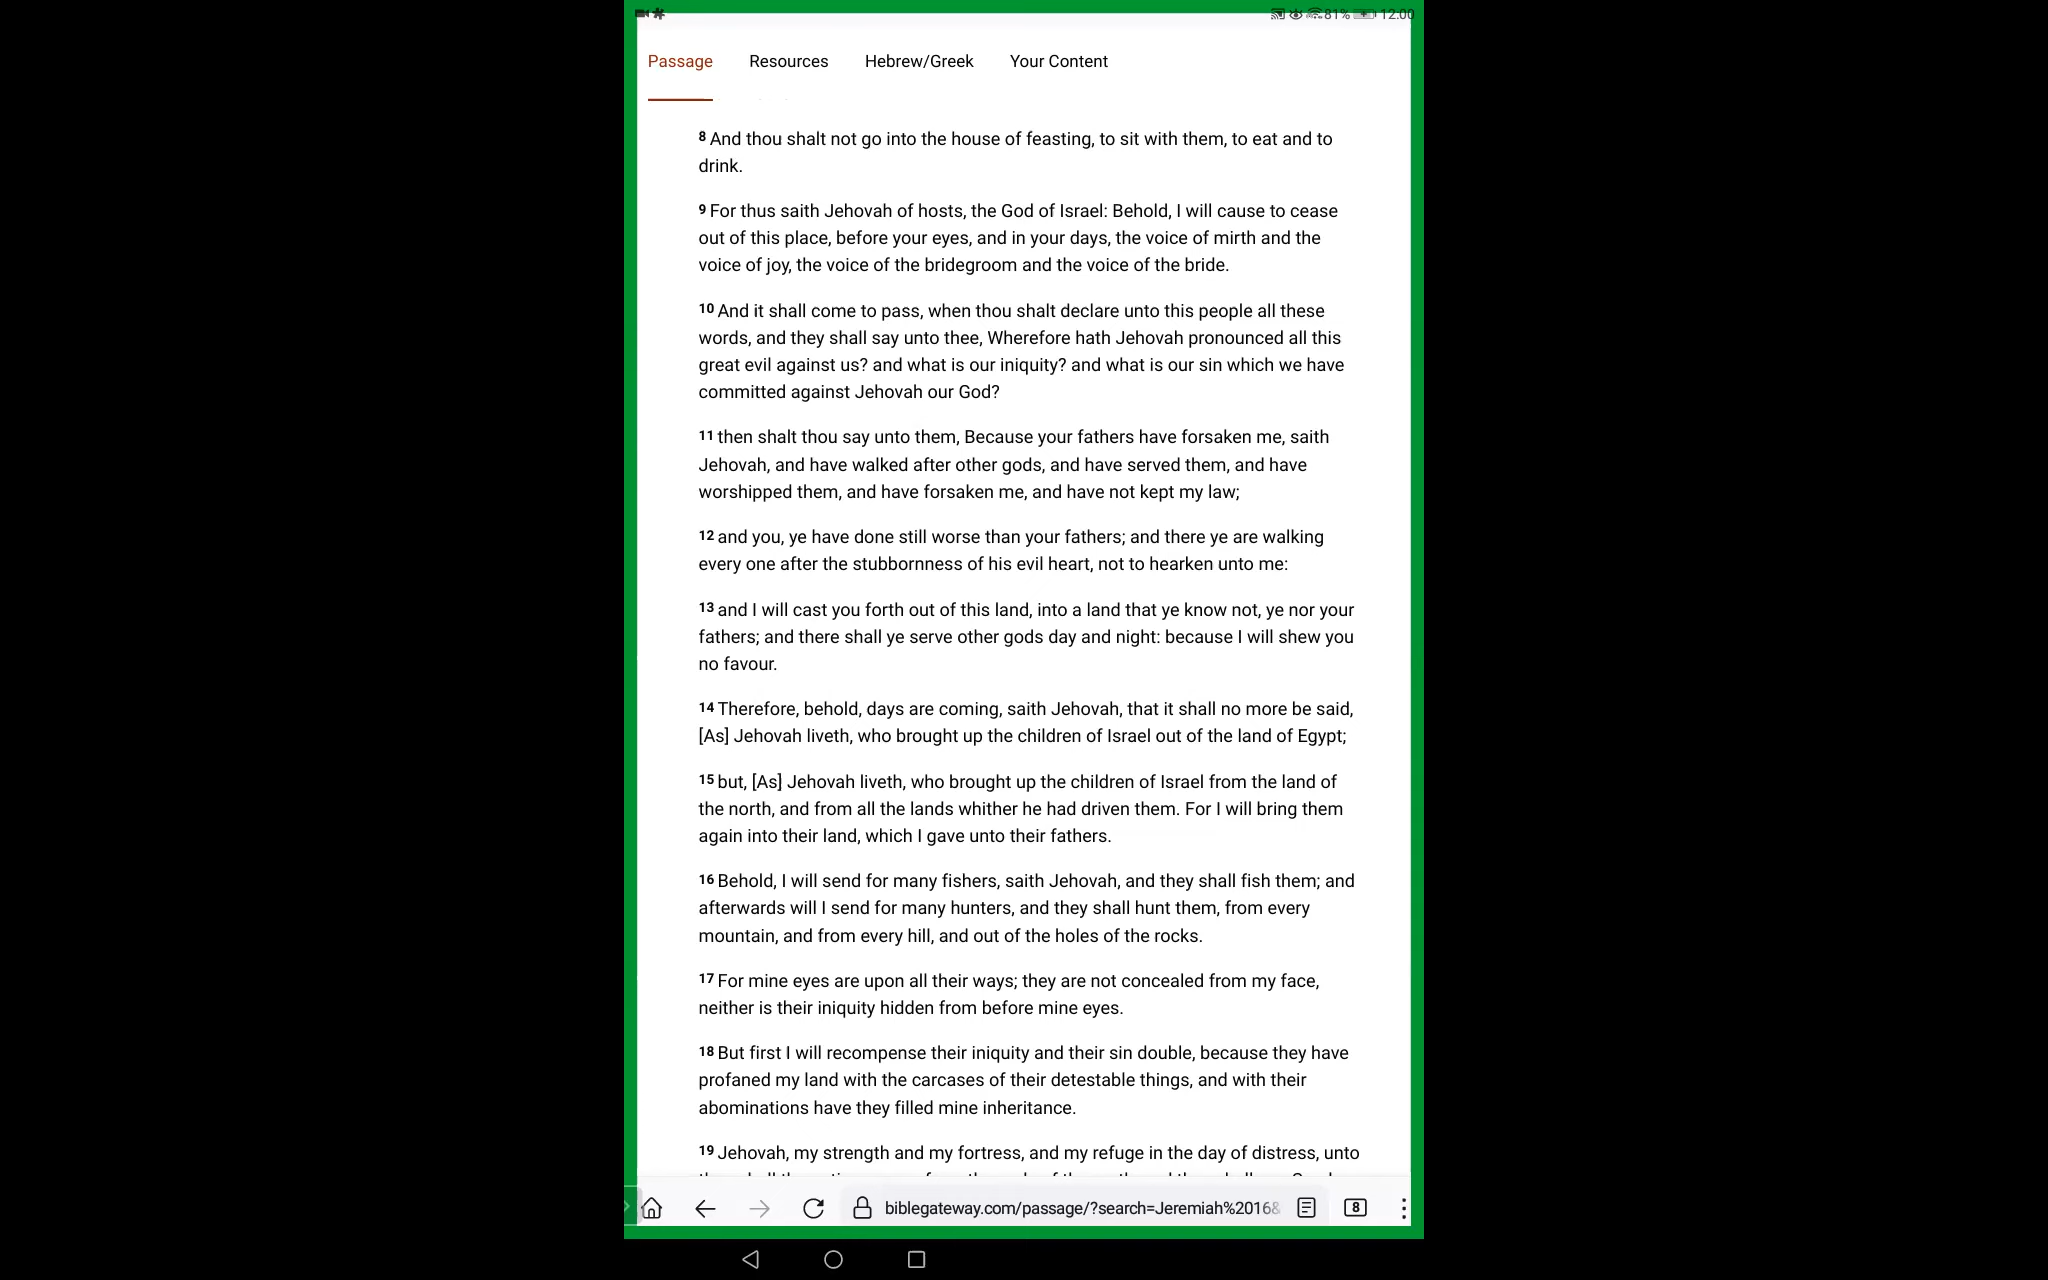 81% 12:00
Passage Resources Hebrew/Greek Your Content
8 And thou shalt not go into the house of feasting, to sit with them, to eat and to
drink.
9 For thus saith Jehovah of hosts, the God of Israel: Behold, I will cause to cease
out of this place, before your eyes, and in your days, the voice of mirth and the
voice of joy, the voice of the bridegroom and the voice of the bride.
10 And it shall come to pass, when thou shalt declare unto this people all these
words, and they shall say unto thee, Wherefore hath Jehovah pronounced all this
great evil against us? and what is our iniquity? and what is our sin which we have
committed against Jehovah our God?
11 then shalt thou say unto them, Because your fathers have forsaken me, saith
Jehovah, and have walked after other gods, and have served them, and have
worshipped them, and have forsaken me, and have not kept my law;
12 and you, ye have done still worse than your fathers; and there ye are walking
every one after the stubbornness of his evil heart, not to hearken unto me:
13 and I will cast you forth out of this land, into a land that ye know not, ye nor your
fathers; and there shall ye serve other gods day and night: because I will shew you
no favour.
14 Therefore, behold, days are coming, saith Jehovah, that it shall no more be said,
[As] Jehovah liveth, who brought up the children of Israel out of the land of Egypt;
15 but, [As] Jehovah liveth, who brought up the children of Israel from the land of
the north, and from all the lands whither he had driven them. For I will bring them
again into their land, which I gave unto their fathers.
16 Behold, I will send for many fishers, saith Jehovah, and they shall fish them; and
afterwards will I send for many hunters, and they shall hunt them, from every
mountain, and from every hill, and out of the holes of the rocks.
17 For mine eyes are upon all their ways; they are not concealed from my face,
neither is their iniquity hidden from before mine eyes.
18 But first I will recompense their iniquity and their sin double, because they have
profaned my land with the carcases of their detestable things, and with their
abominations have they filled mine inheritance.
19 Jehovah, my strength and my fortress, and my refuge in the day of distress, unto
biblegateway.com/passage/?search=Jeremiah%2016& 8